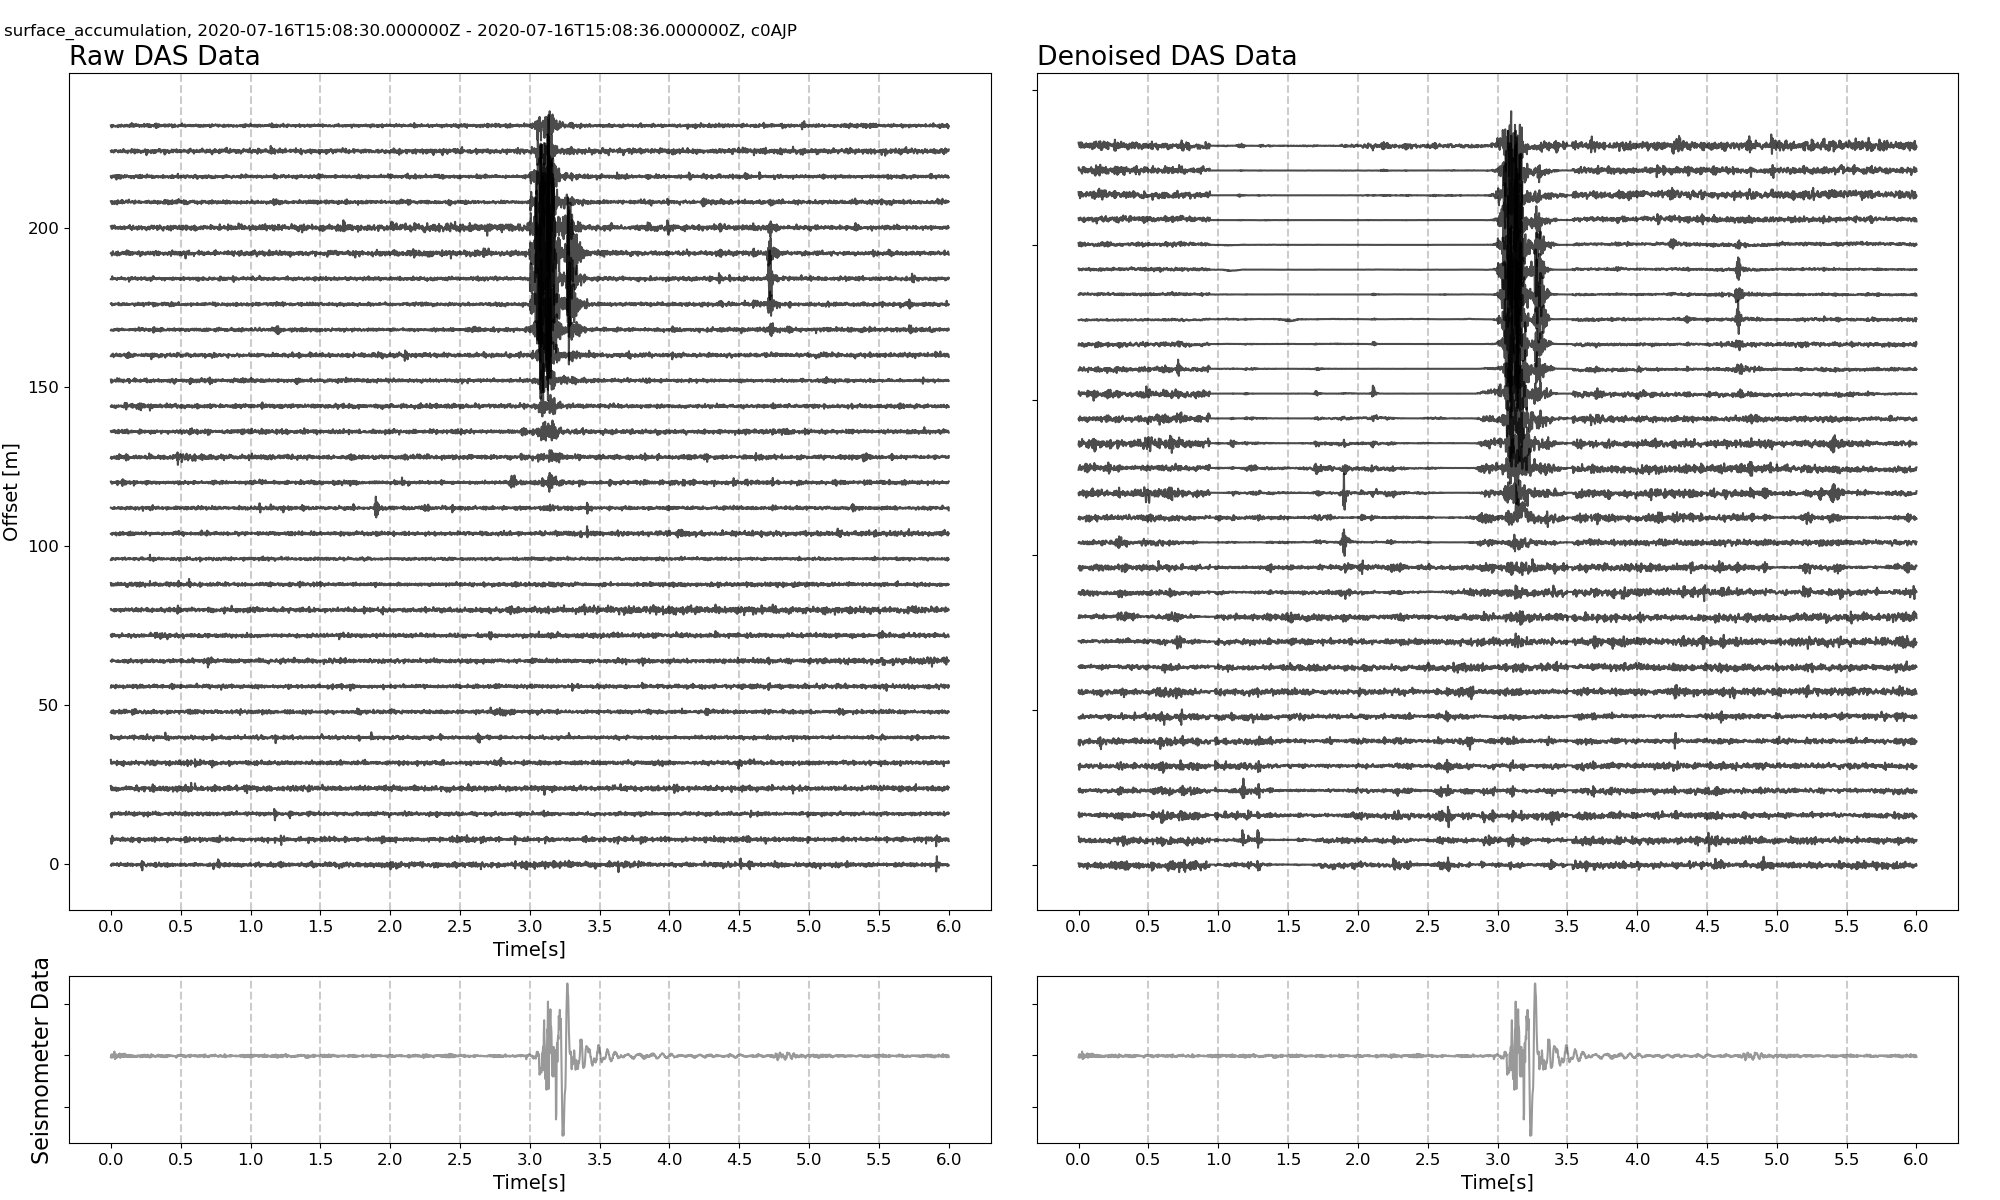 surface_accumulation, 2020-07-16T15:08:30.000000Z - 2020-07-16T15:08:36.000000Z, c0AJP
Raw DAS Data
Denoised DAS Data
Offset [m]
200
150
100
50
0
0.0 0.5 1.0 1.5 2.0 2.5 3.0 3.5 4.0 4.5 5.0 5.5 6.0
Time[s]
0.0 0.5 1.0 1.5 2.0 2.5 3.0 3.5 4.0 4.5 5.0 5.5 6.0
Seismometer Data
0.0 0.5 1.0 1.5 2.0 2.5 3.0 3.5 4.0 4.5 5.0 5.5 6.0
Time[s]
0.0 0.5 1.0 1.5 2.0 2.5 3.0 3.5 4.0 4.5 5.0 5.5 6.0
Time[s]